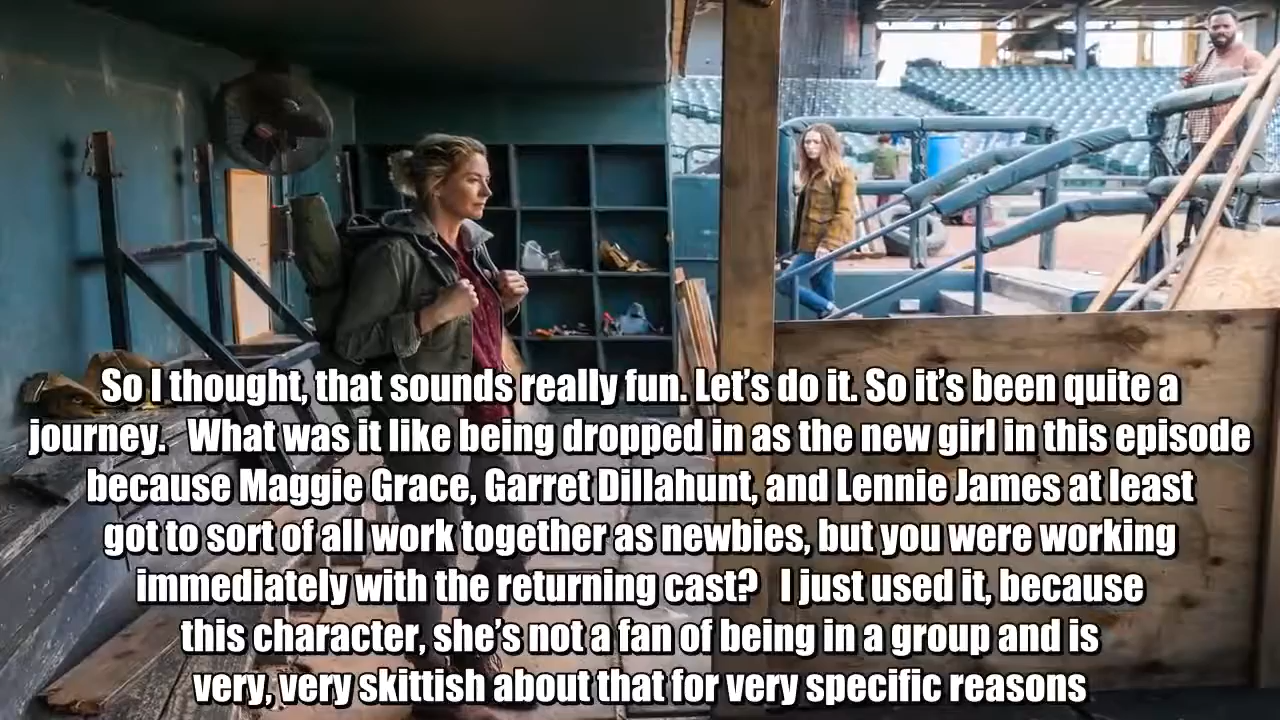 So I thought, that sounds really fun. Let’s do it. So it’s been quite a
journey. What was it like being dropped in as the new girl in this episode
because Maggie Grace, Garret Dillahunt, and Lennie James at least
got to sort of all work together as newbies, but you were working
immediately with the returning cast? I just used it, because
this character, she’s not a fan of being in a group and is
very, very skittish about that for very specific reasons